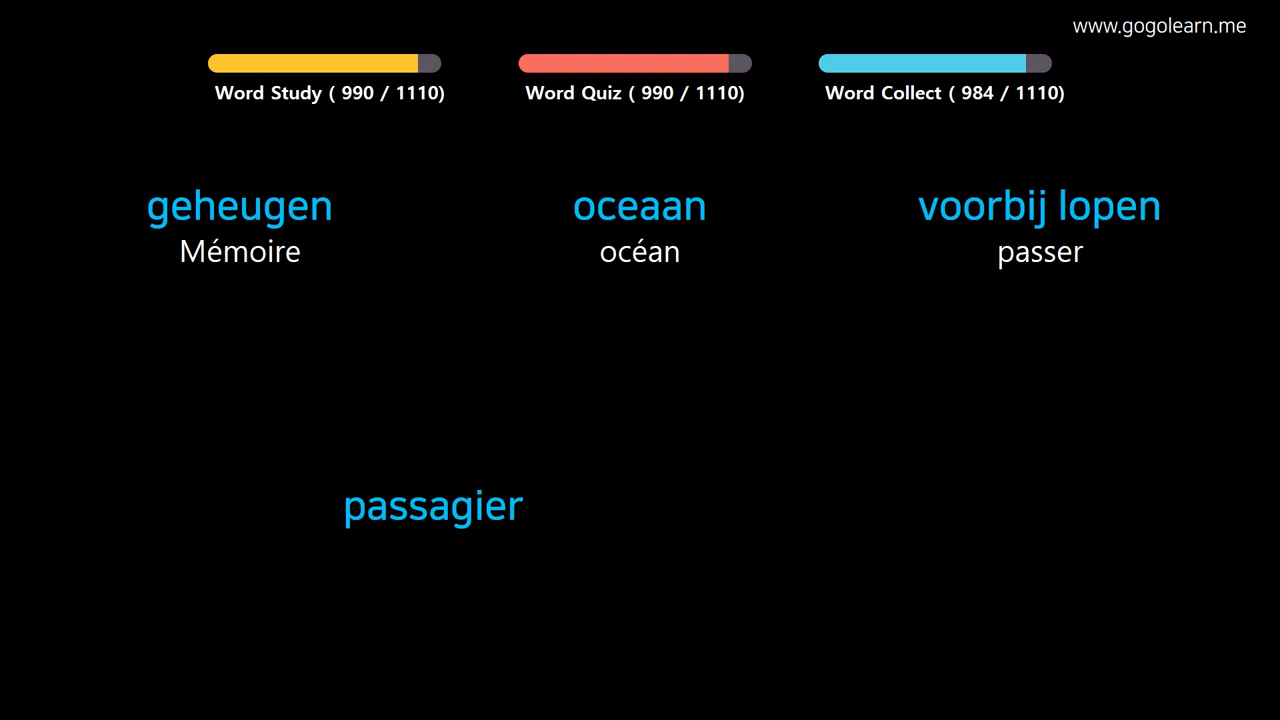 www.gogolearn.me
Word Study ( 990 / 1110)
Word Quiz ( 990 / 1110)
Word Collect ( 984 / 1110)
geheugen
Mémoire
oceaan
océan
voorbij lopen
passer
passagier